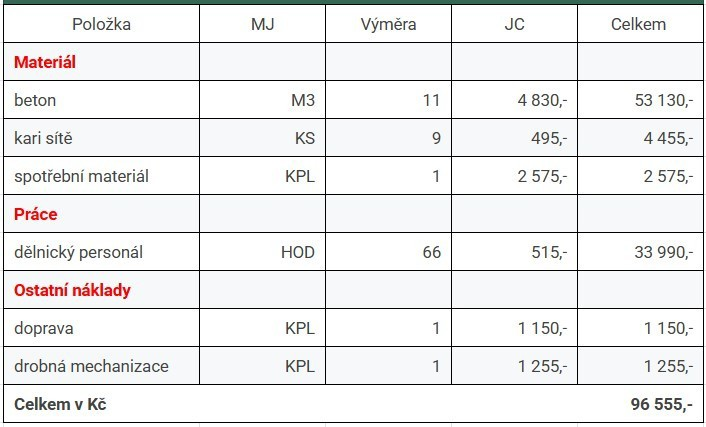 Položka MJ Výměra JC Celkem
Materiál
beton M3 11 4 830,- 53 130,-
kari sítě KS 9 495,- 4 455,-
spotřební materiál KPL 1 2 575,- 2 575,-
Práce
dělnický personál HOD 66 515,- 33 990,-
Ostatní náklady
doprava KPL 1 1 150,- 1 150,-
drobná mechanizace KPL 1 1 255,- 1 255,-
Celkem v Kč 96 555,-